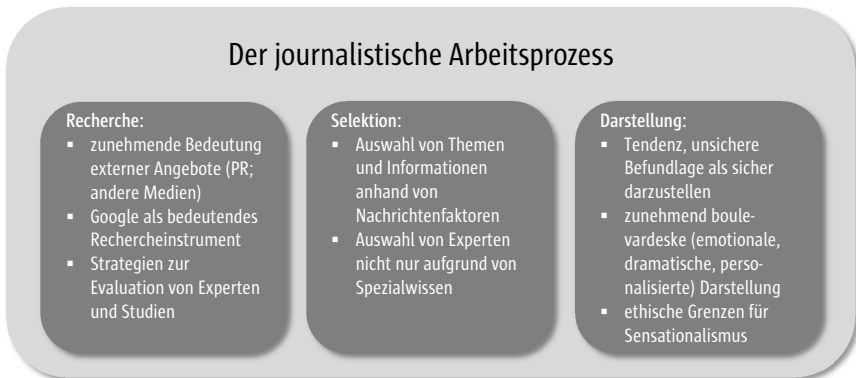 Der journalistische Arbeitsprozess
Recherche:
▪ zunehmende Bedeutung
externer Angebote (PR;
andere Medien)
▪ Google als bedeutendes
Rechercheinstrument
▪ Strategien zur
Evaluation von Experten
und Studien
Selektion:
▪ Auswahl von Themen
und Informationen
anhand von
Nachrichtenfaktoren
▪ Auswahl von Experten
nicht nur aufgrund von
Spezialwissen
Darstellung:
▪ Tendenz, unsichere
Befundlage als sicher
darzustellen
▪ zunehmend boule-
vardeske (emotionale,
dramatische, perso-
nalisierte) Darstellung
▪ ethische Grenzen für
Sensationalismus